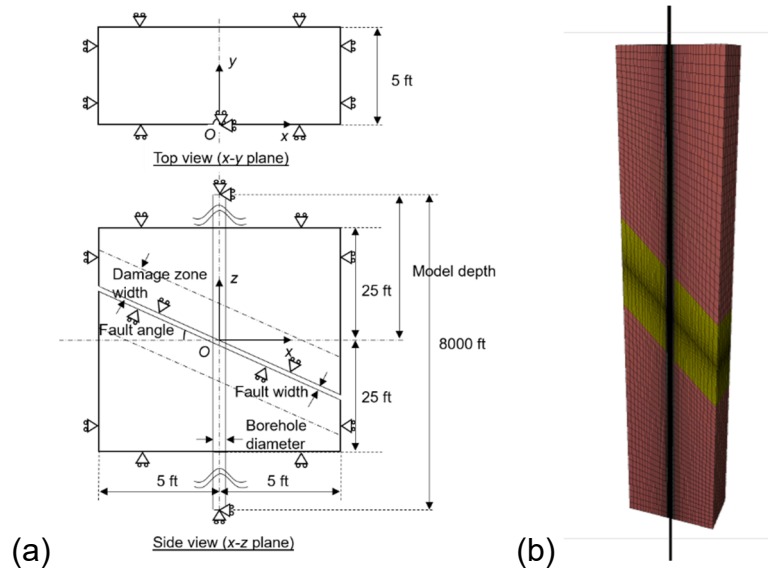 y
5 ft
O
x
Top view (x-y plane)
Damage zone
width
z
25 ft
Model depth
Fault angle
O
x
8000 ft
Fault width
25 ft
Borehole
diameter
5 ft
5 ft
Side view (x-z plane)
(a)
(b)